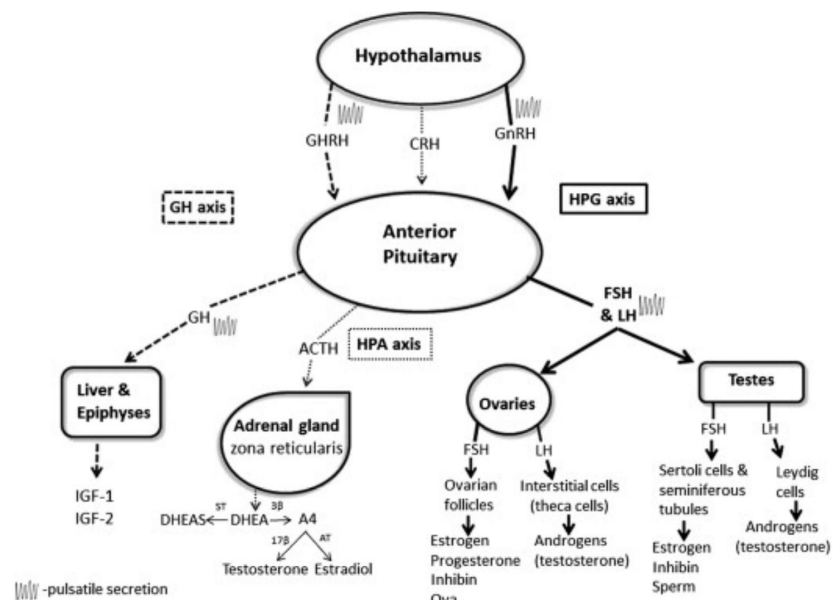 Hypothalamus
GHRH
CRH
GnRH
GH axis
HPG axis
Anterior
Pituitary
GH
FSH
& LH
ACTH
HPA axis
Liver &
Epiphyses
IGF-1
IGF-2
Adrenal gland
zona reticularis
DHEAS
ST
DHEA
3β
A4
17β
AT
Testosterone
Estradiol
Ovaries
FSH
LH
Ovarian
follicles
Interstitial cells
(theca cells)
Estrogen
Progesterone
Inhibin
Ova
Androgens
(testosterone)
Testes
FSH
LH
Sertoli cells &
seminiferous
tubules
Leydig
cells
Estrogen
Inhibin
Sperm
Androgens
(testosterone)
-pulsatile secretion